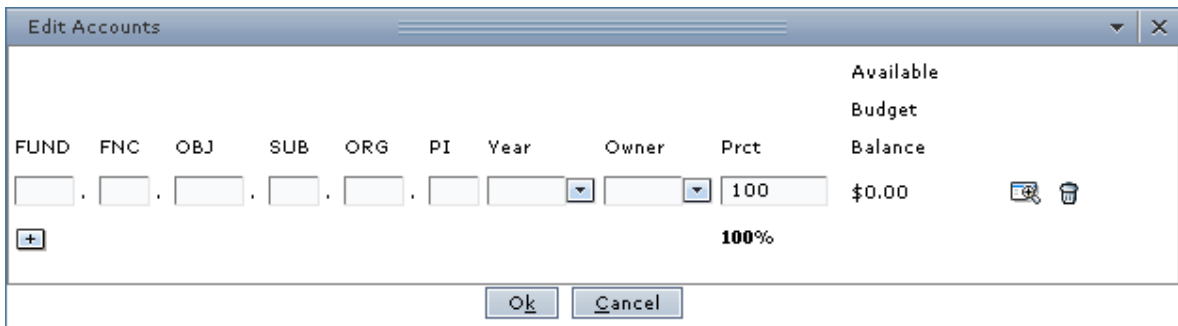 Edit Accounts
Available
Budget
FUND FNC OBJ SUB ORG PI Year Owner Prct Balance
. . . . . 100 $0.00
+ 100%
Ok Cancel